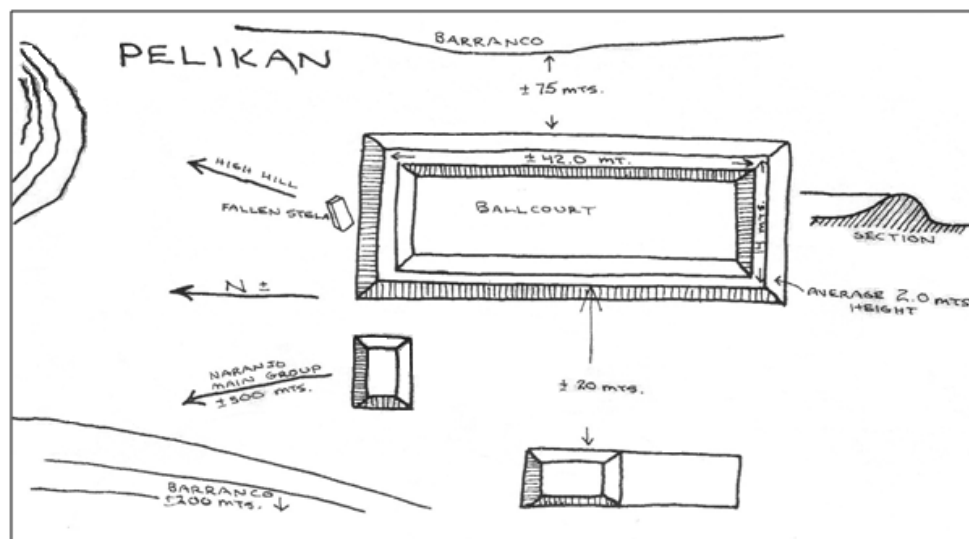 PELIKAN
BARRANCO
± 75 MTS.
± 42.0 MT.
HIGH HILL
FALLEN STELA
BALLCOURT
MTS.
SECTION
N ±
AVERAGE 2.0 MTS
HEIGHT
NARANJO
MAIN GROUP
±500 MTS.
± 20 MTS.
BARRANCO
±200 MTS.